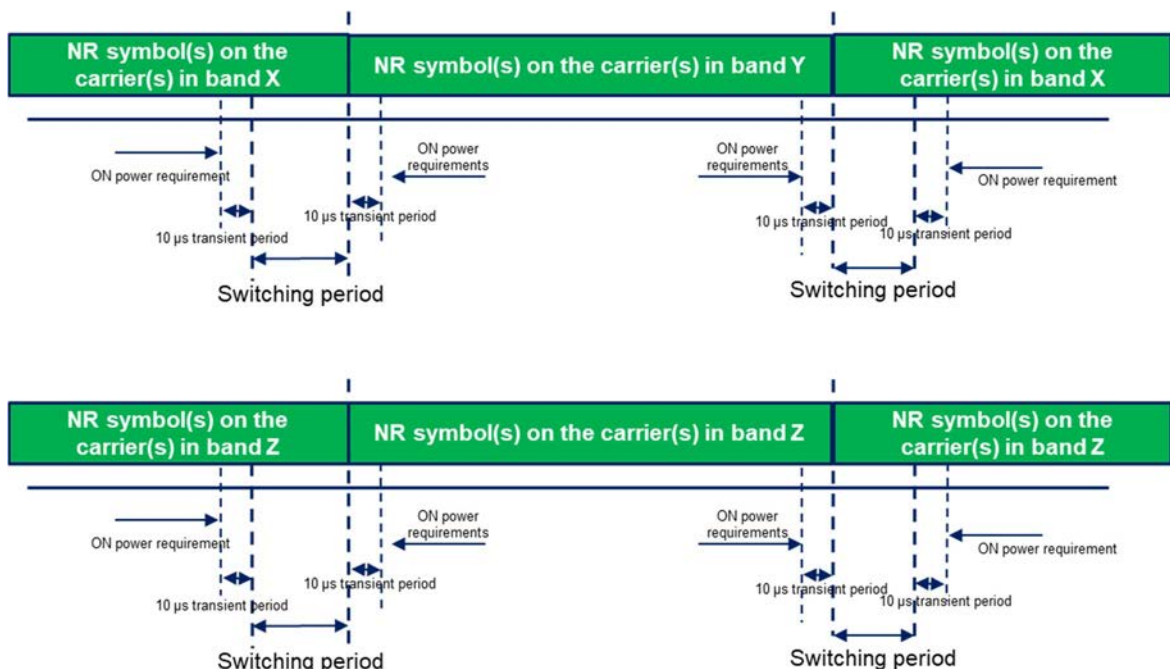 NR symbol(s) on the
carrier(s) in band X
NR symbol(s) on the carrier(s) in band Y
NR symbol(s) on the
carrier(s) in band X
ON power requirement
ON power
requirements
ON power
requirements
ON power requirement
10 µs transient period
10 µs transient period
10 µs transient period
10 µs transient period
Switching period
Switching period
NR symbol(s) on the
carrier(s) in band Z
NR symbol(s) on the carrier(s) in band Z
NR symbol(s) on the
carrier(s) in band Z
ON power requirement
ON power
requirements
ON power
requirements
ON power requirement
10 µs transient period
10 µs transient period
10 µs transient period
10 µs transient period
Switching period
Switching period